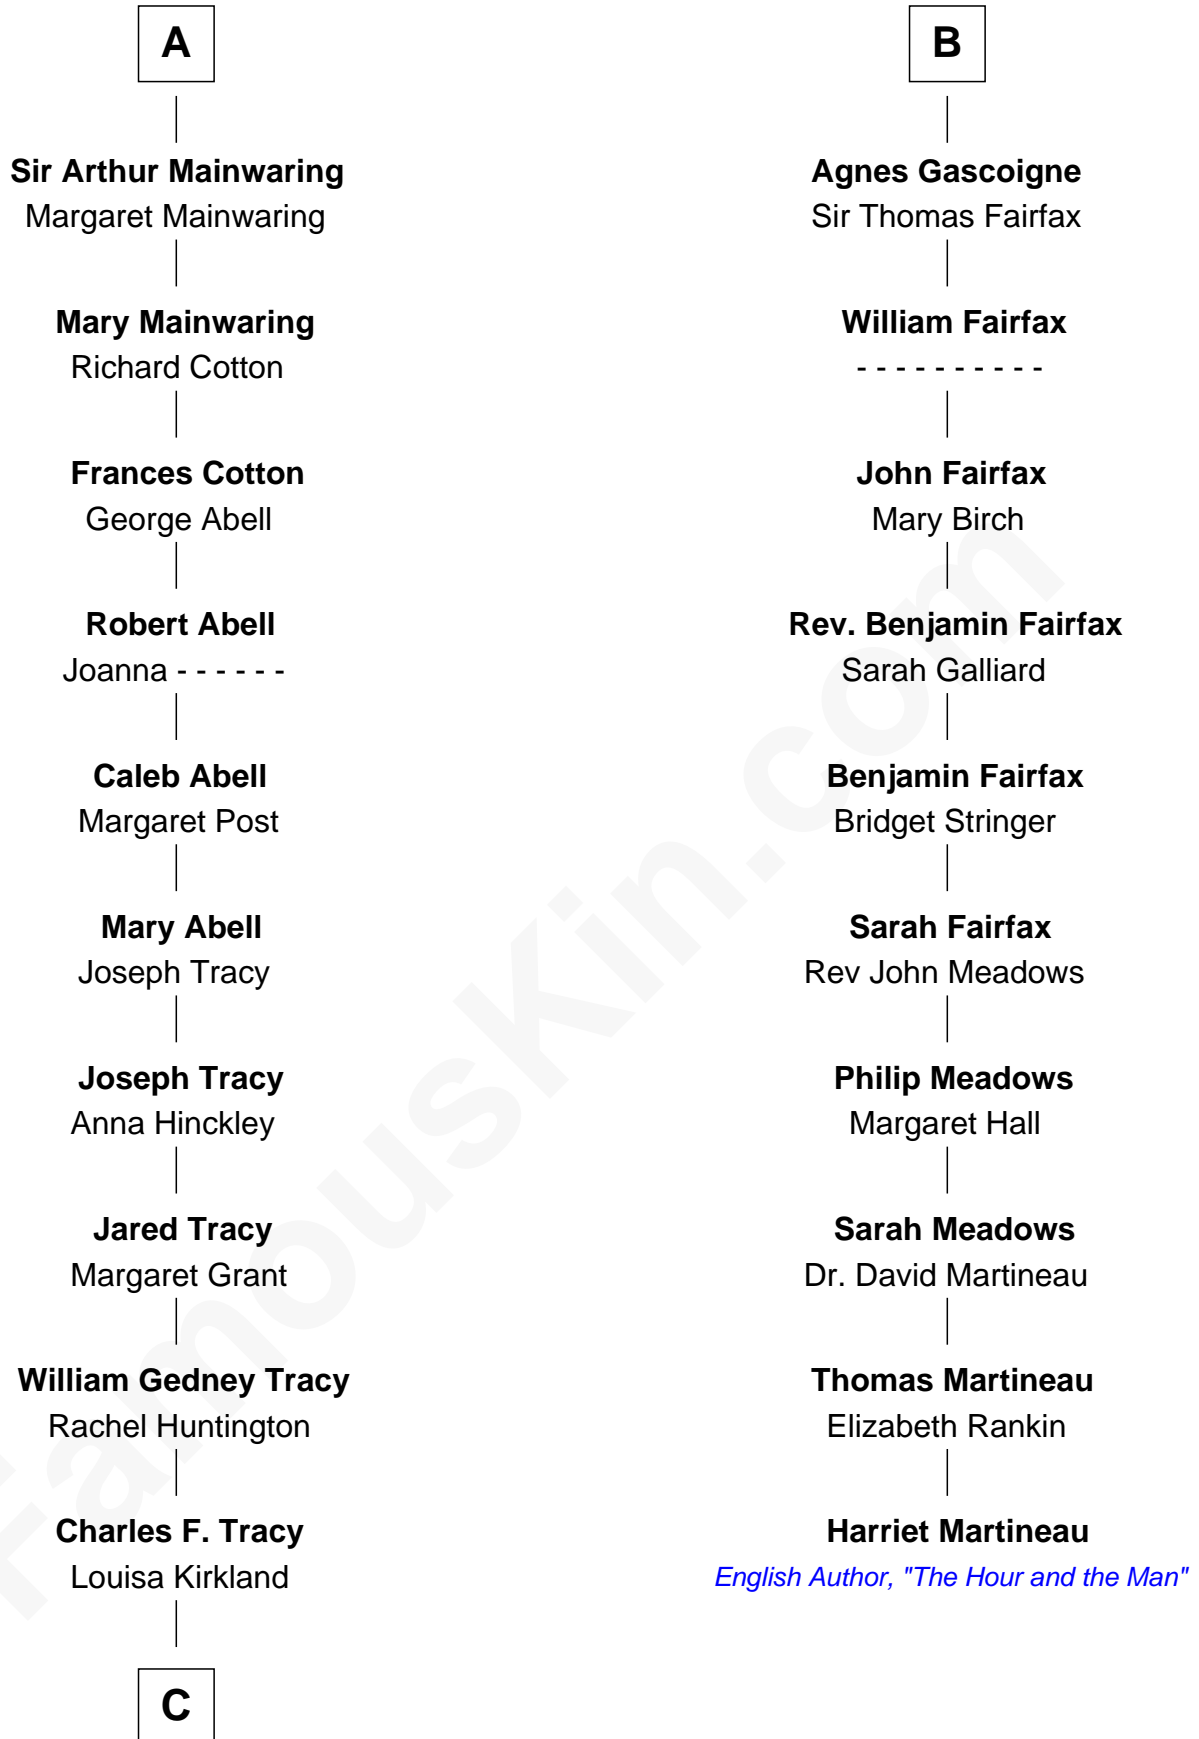 A
Sir Arthur Mainwaring
Margaret Mainwaring
Mary Mainwaring
Richard Cotton
Frances Cotton
George Abell
Robert Abell
Joanna - - - - - -
Caleb Abell
Margaret Post
Mary Abell
Joseph Tracy
Joseph Tracy
Anna Hinckley
Jared Tracy
Margaret Grant
William Gedney Tracy
Rachel Huntington
Charles F. Tracy
Louisa Kirkland
C
B
Agnes Gascoigne
Sir Thomas Fairfax
William Fairfax
- - - - - - - - - -
John Fairfax
Mary Birch
Rev. Benjamin Fairfax
Sarah Galliard
Benjamin Fairfax
Bridget Stringer
Sarah Fairfax
Rev John Meadows
Philip Meadows
Margaret Hall
Sarah Meadows
Dr. David Martineau
Thomas Martineau
Elizabeth Rankin
Harriet Martineau
English Author, "The Hour and the Man"
FamousKin.com